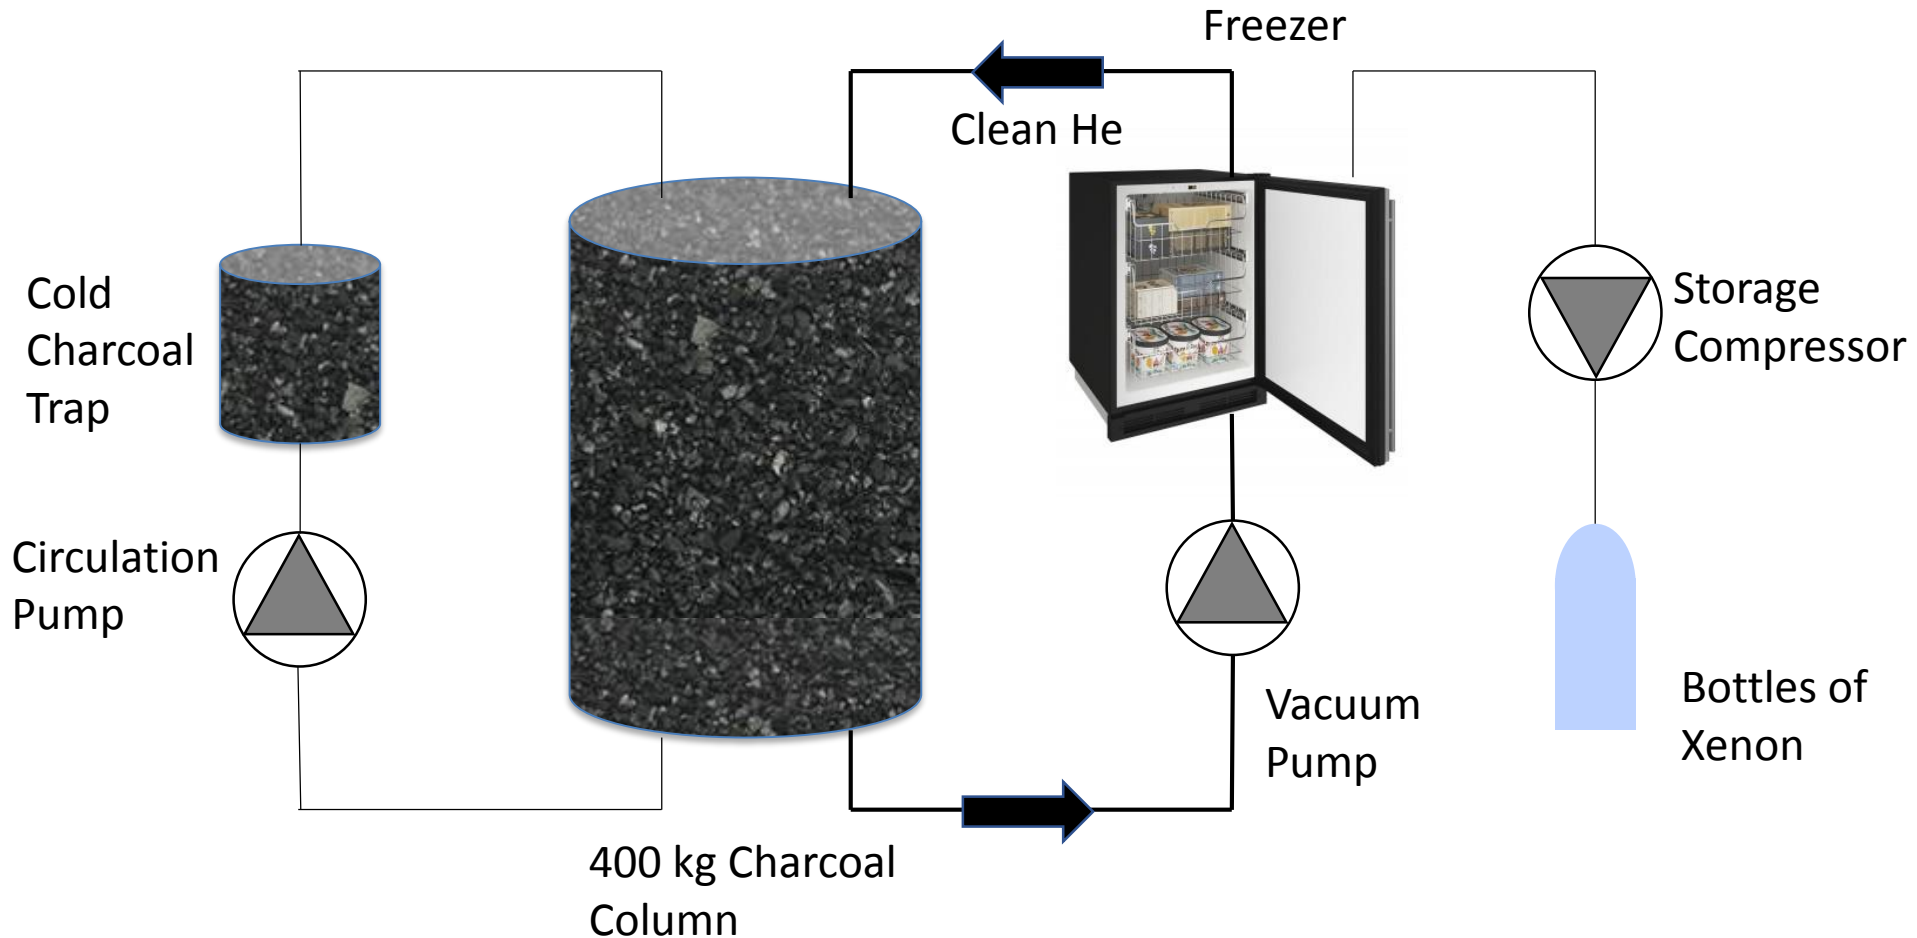 Freezer
Clean He
Cold
Charcoal
Trap
Storage
Compressor
Circulation
Pump
Vacuum
Pump
Bottles of
Xenon
400 kg Charcoal
Column